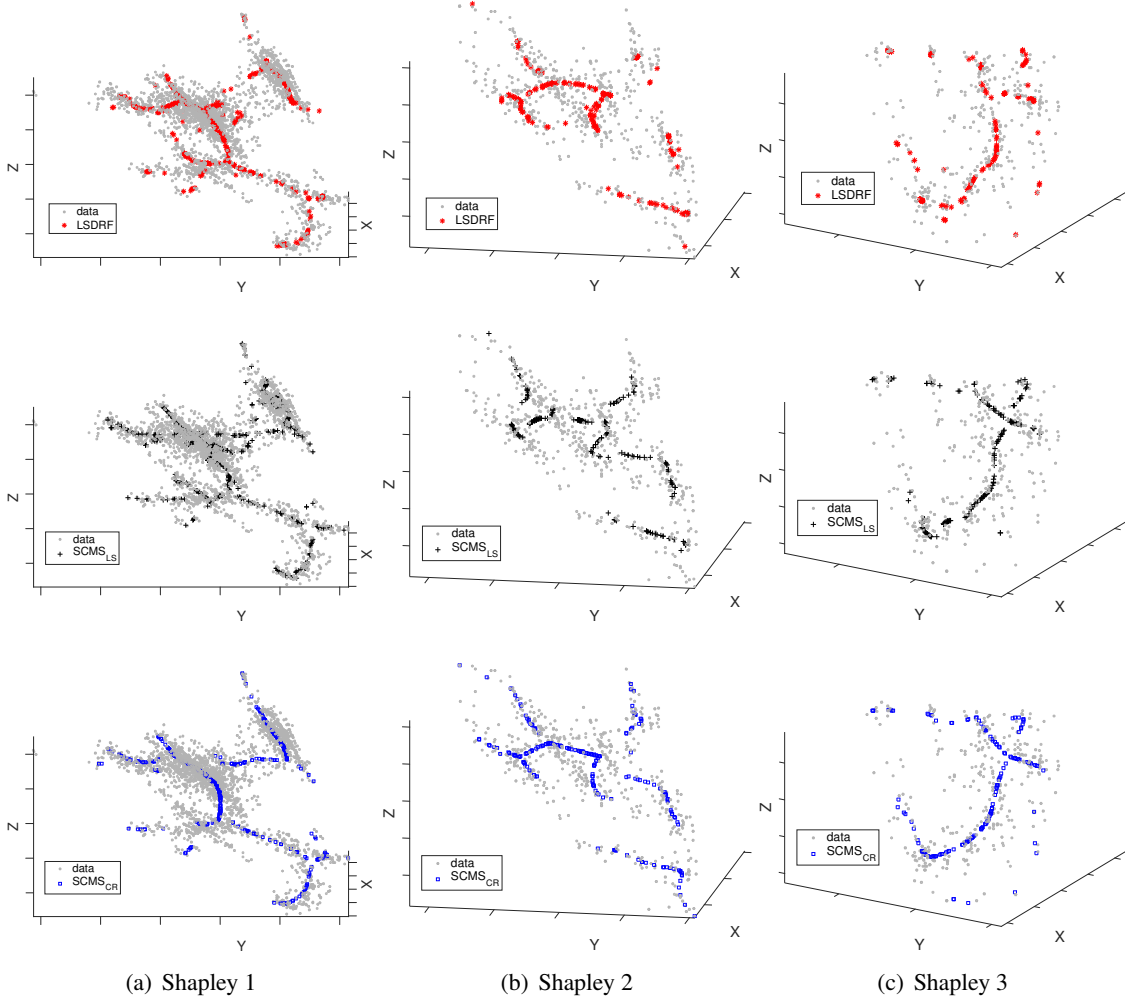 Z
data
LSDRF
X
Y
Z
data
LSDRF
X
Y
Z
data
LSDRF
X
Y
Z
data
SCMS_LS
X
Y
Z
data
SCMS_LS
X
Y
Z
data
SCMS_LS
X
Y
Z
data
SCMS_CR
X
Y
Z
data
SCMS_CR
X
Y
Z
data
SCMS_CR
X
Y
(a) Shapley 1
(b) Shapley 2
(c) Shapley 3